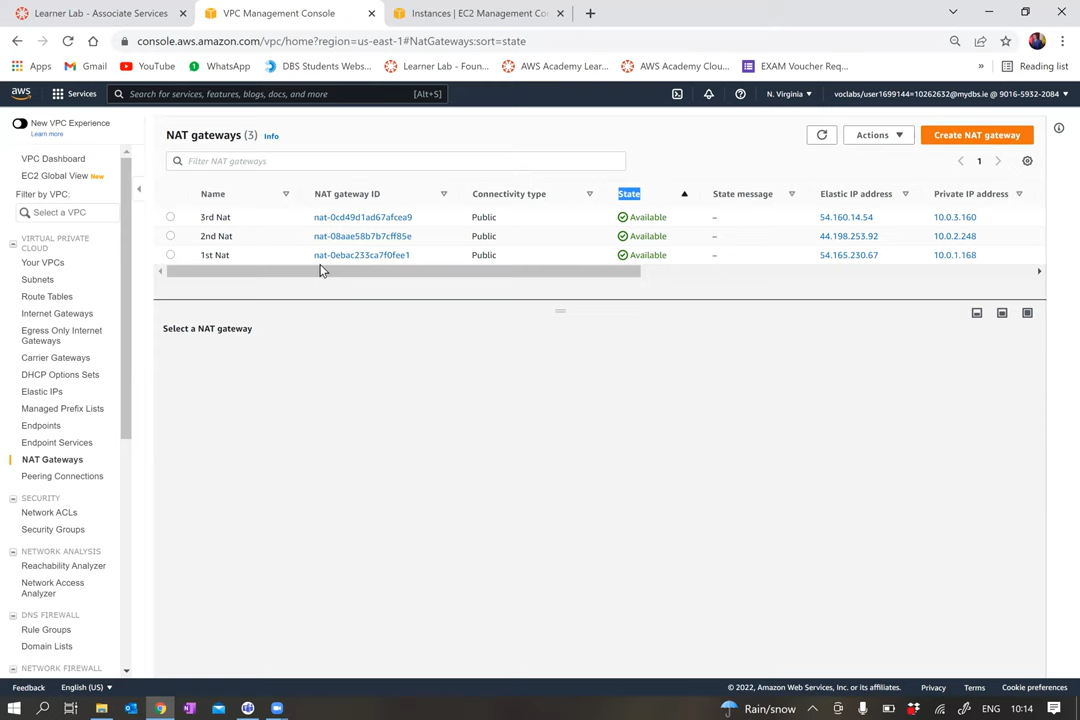 Learner Lab - Associate Services
VPC Management Console
Instances | EC2 Management Co
console.aws.amazon.com/vpc/home?region=us-east-1#NatGateways:sort=state
Apps
Gmail
YouTube
WhatsApp
DBS Students Webs...
Learner Lab - Foun...
AWS Academy Lear...
AWS Academy Clou...
EXAM Voucher Req...
»
Reading list
aws
Services
Search for services, features, blogs, docs, and more
[Alt+S]
N. Virginia
voclabs/user1699144=10262632@mydbs.ie @ 9016-5932-2084
New VPC Experience
Learn more
VPC Dashboard
EC2 Global View New
Filter by VPC:
Select a VPC
VIRTUAL PRIVATE
CLOUD
Your VPCs
Subnets
Route Tables
Internet Gateways
Egress Only Internet
Gateways
Carrier Gateways
DHCP Options Sets
Elastic IPs
Managed Prefix Lists
Endpoints
Endpoint Services
NAT Gateways
Peering Connections
SECURITY
Network ACLs
Security Groups
NETWORK ANALYSIS
Reachability Analyzer
Network Access
Analyzer
DNS FIREWALL
Rule Groups
Domain Lists
NETWORK FIREWALL
NAT gateways (3) Info
Actions
Create NAT gateway
Filter NAT gateways
1
Name NAT gateway ID Connectivity type State State message Elastic IP address Private IP address
3rd Nat nat-0cd49d1ad67afcea9 Public Available – 54.160.14.54 10.0.3.160
2nd Nat nat-08aae58b7b7cff85e Public Available – 44.198.253.92 10.0.2.248
1st Nat nat-0ebac233ca7f0fee1 Public Available – 54.165.230.67 10.0.1.168
Select a NAT gateway
Feedback
English (US)
© 2022, Amazon Web Services, Inc. or its affiliates.
Privacy
Terms
Cookie preferences
Rain/snow
ENG
10:14